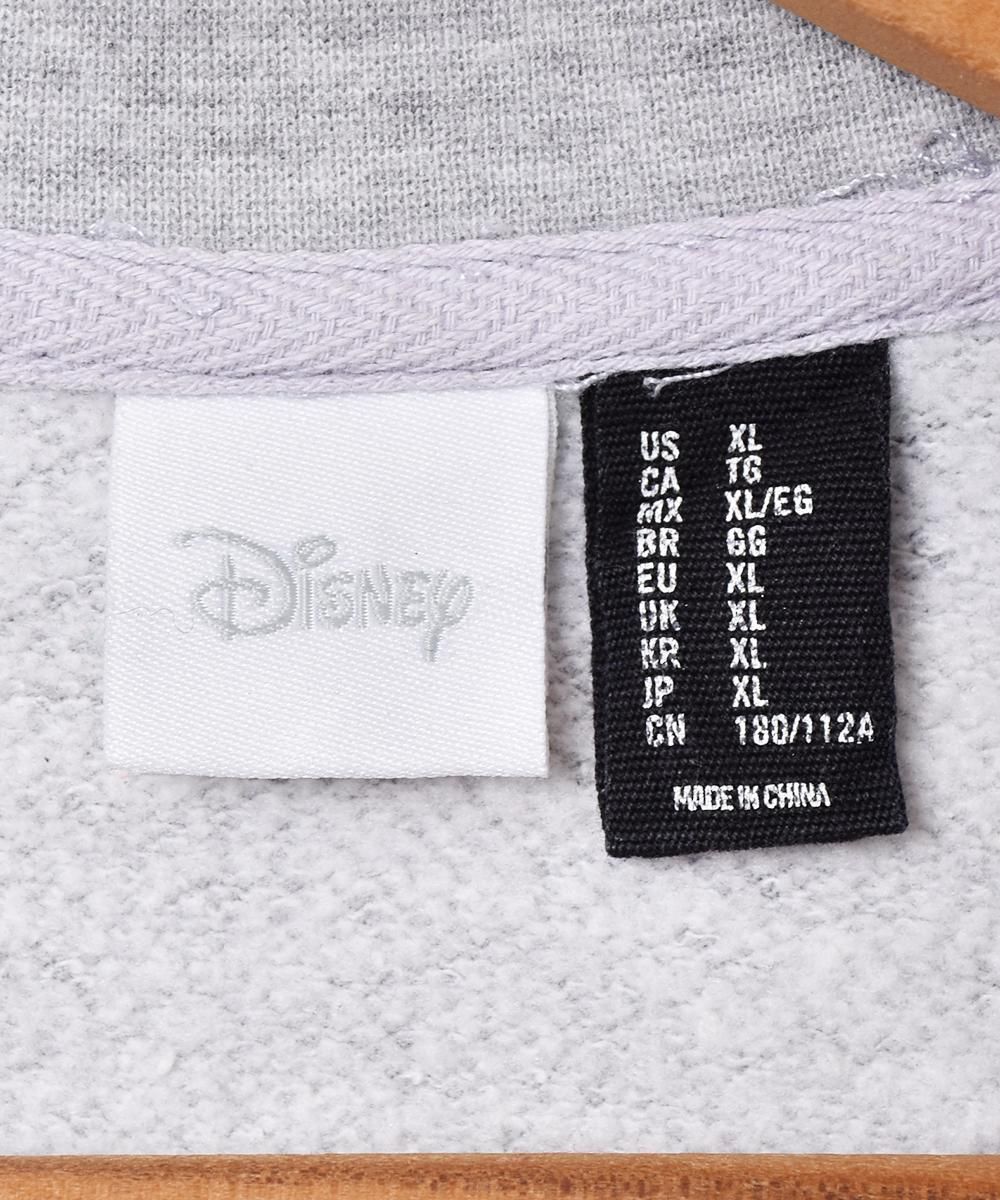 Disney
US XL
CA TG
MX XL/EG
BR GG
EU XL
UK XL
KR XL
JP XL
CN 180/112A
MADE IN CHINA